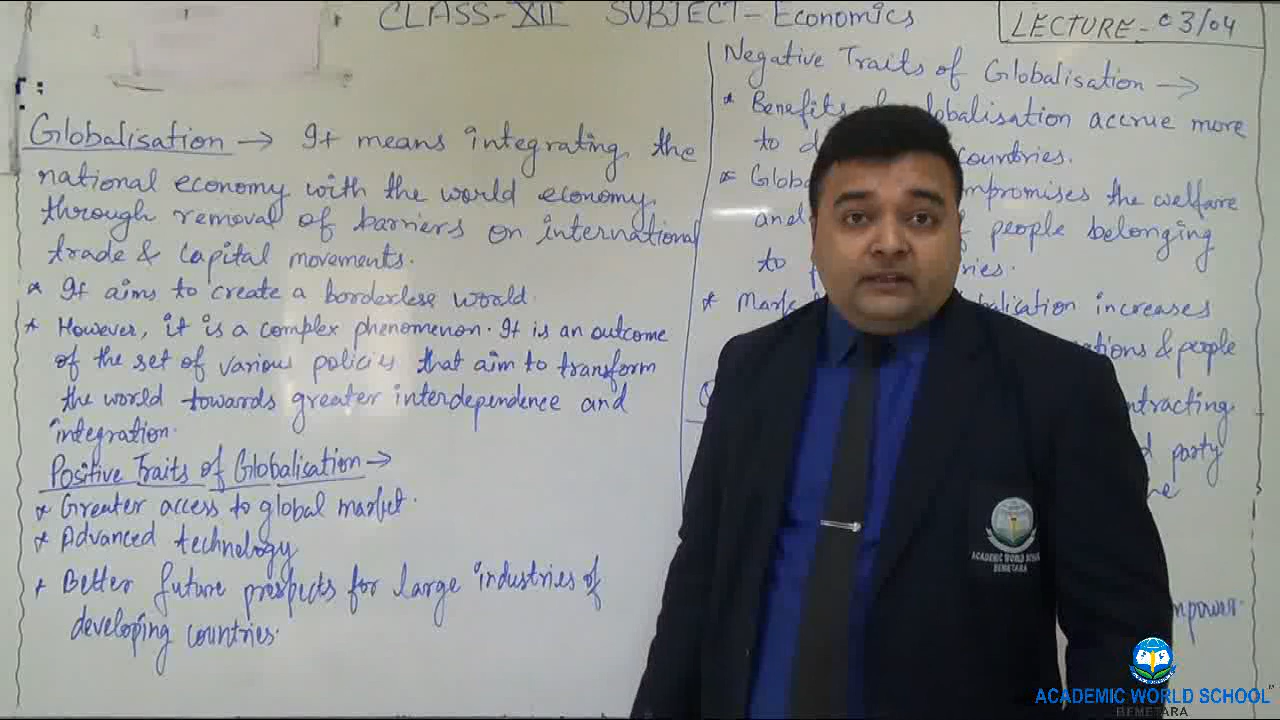 CLASS-XII SUBJECT- Economics
LECTURE - 03/04
Globalisation → It means integrating the
national economy with the world economy
through removal of barriers on international
trade & capital movements.
* It aims to create a borderless world.
* However, it is a complex phenomenon. It is an outcome
of the set of various policies that aim to transform
the world towards greater interdependence and
integration.
Positive Traits of Globalisation →
* Greater access to global market.
* Advanced technology
* Better future prospects for large industries of
developing countries.
Negative Traits of Globalisation →
* Benefits of globalisation accrue more
to d countries.
* Globa mpromises the welfare
and f people belonging
to ries.
* Mark balisation increases
ations & people
ntracting
d party
ne
npower.
ACADEMIC WORLD SCHOOL
BEMETARA
ACADEMIC WORLD SCHOOL
BEMETARA